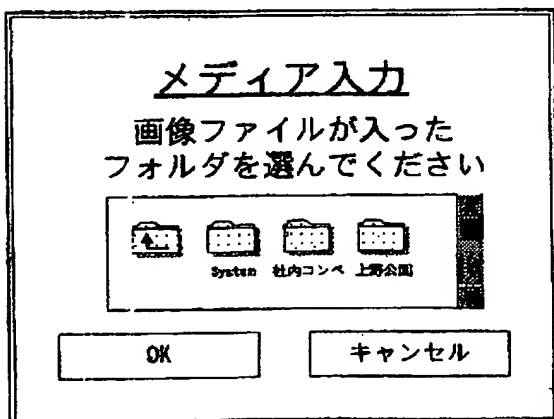 メディア入力
画像ファイルが入った
フォルダを選んでください
System 社内コンペ 上野公園
OK キャンセル